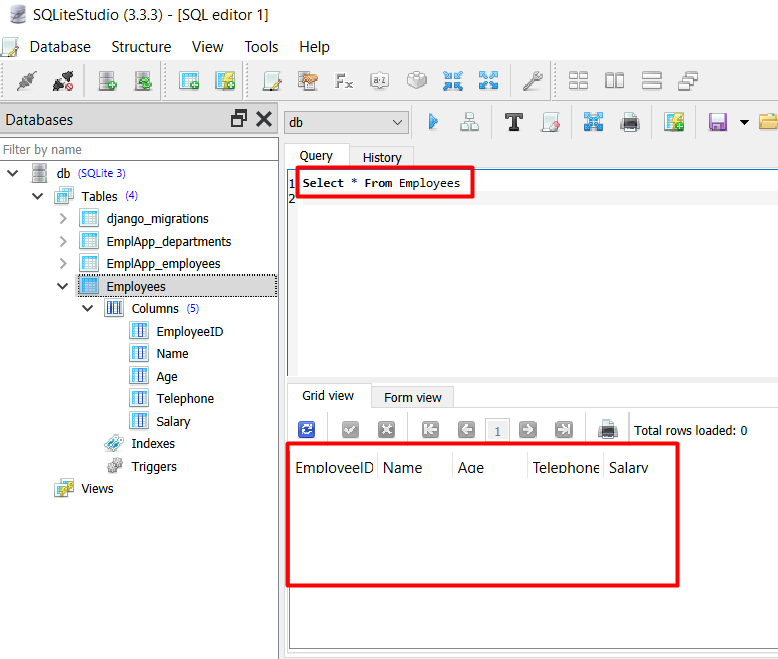 SQLiteStudio (3.3.3) - [SQL editor 1]
Database Structure View Tools Help
Databases
Filter by name
db (SQLite 3)
Tables (4)
django_migrations
EmplApp_departments
EmplApp_employees
Employees
Columns (5)
EmployeeID
Name
Age
Telephone
Salary
Indexes
Triggers
Views
db
Query History
1 Select * From Employees
2
Grid view Form view
1 Total rows loaded: 0
EmployeeID Name Age Telephone Salary